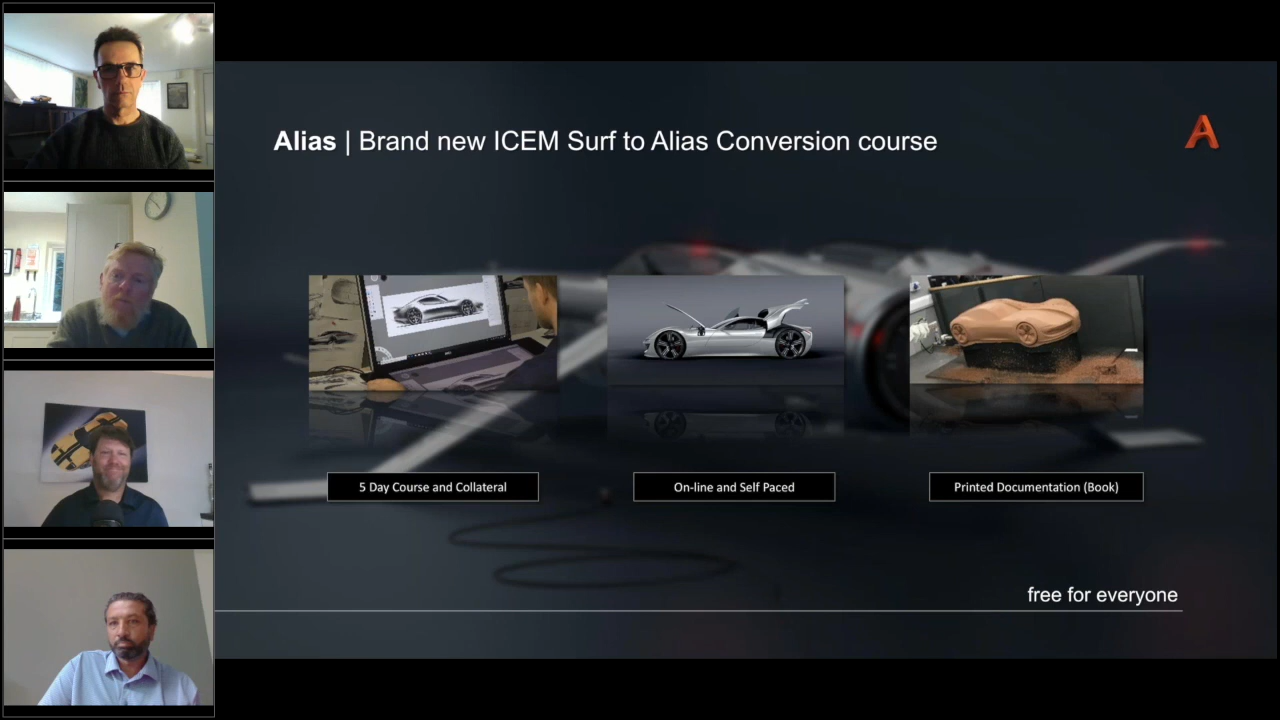 Alias | Brand new ICEM Surf to Alias Conversion course
5 Day Course and Collateral
On-line and Self Paced
Printed Documentation (Book)
free for everyone